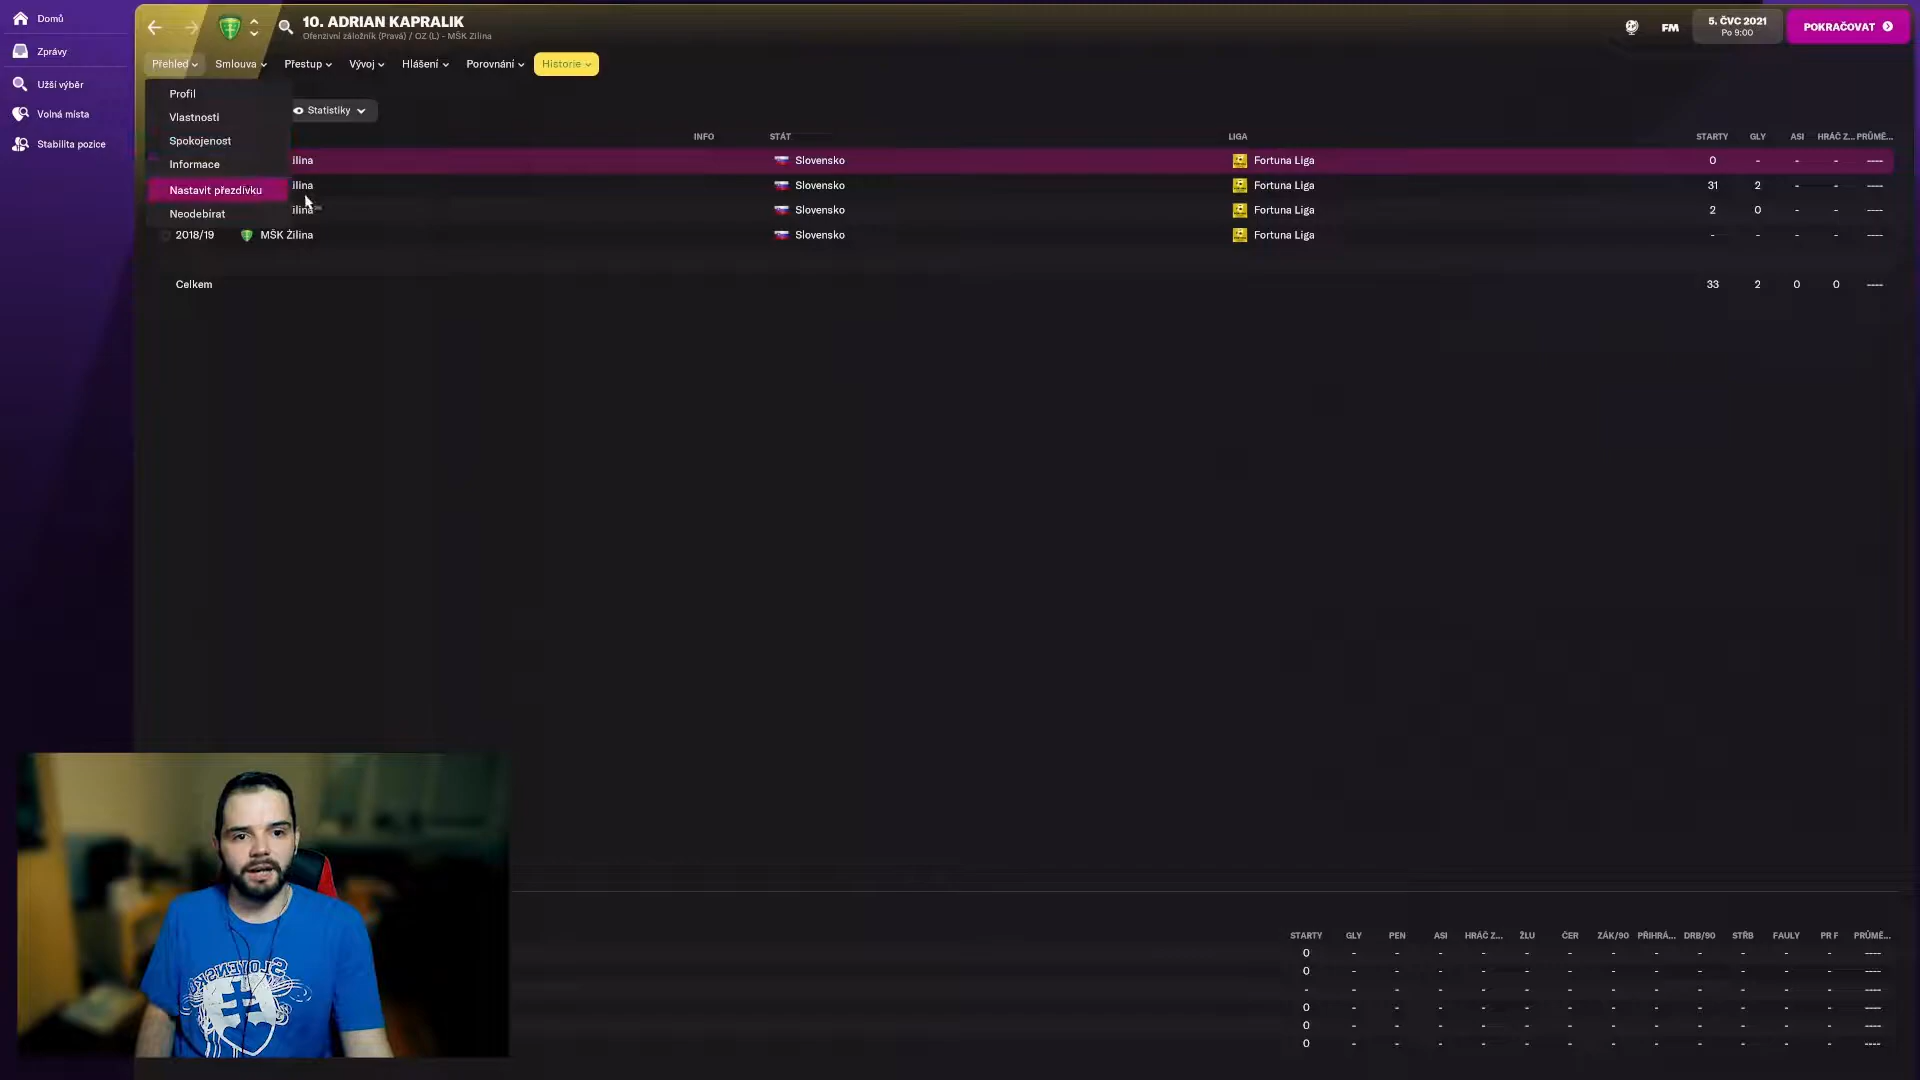 Domů
Zprávy
Užší výběr
Volná místa
Stabilita pozice
10. ADRIAN KAPRALIK
Ofenzivní záložník (Pravá) / OZ (L) - MŠK Žilina
FM
5. ČVC 2021
Po 9:00
POKRAČOVAT
Přehled Smlouva Přestup Vývoj Hlášení Porovnání Historie
Profil
Vlastnosti
Spokojenost
Informace
Nastavit přezdívku
Neodebírat
Statistiky
INFO STÁT LIGA STARTY GLY ASI HRÁČ Z... PRŮMĚ...
ilina Slovensko Fortuna Liga 0 - - - ----
ilina Slovensko Fortuna Liga 31 2 - - ----
ilina Slovensko Fortuna Liga 2 0 - - ----
2018/19 MŠK Žilina Slovensko Fortuna Liga - - - - ----
Celkem 33 2 0 0 ----
STARTY GLY PEN ASI HRÁČ Z... ŽLU ČER ZÁK/90 PŘIHRÁ... DRB/90 STŘB FAULY PR F PRŮMĚ...
0 - - - - - - - - - - - - ----
0 - - - - - - - - - - - - ----
- - - - - - - - - - - - - ----
0 - - - - - - - - - - - - ----
0 - - - - - - - - - - - - ----
0 - - - - - - - - - - - - ----
SLOVENSKO